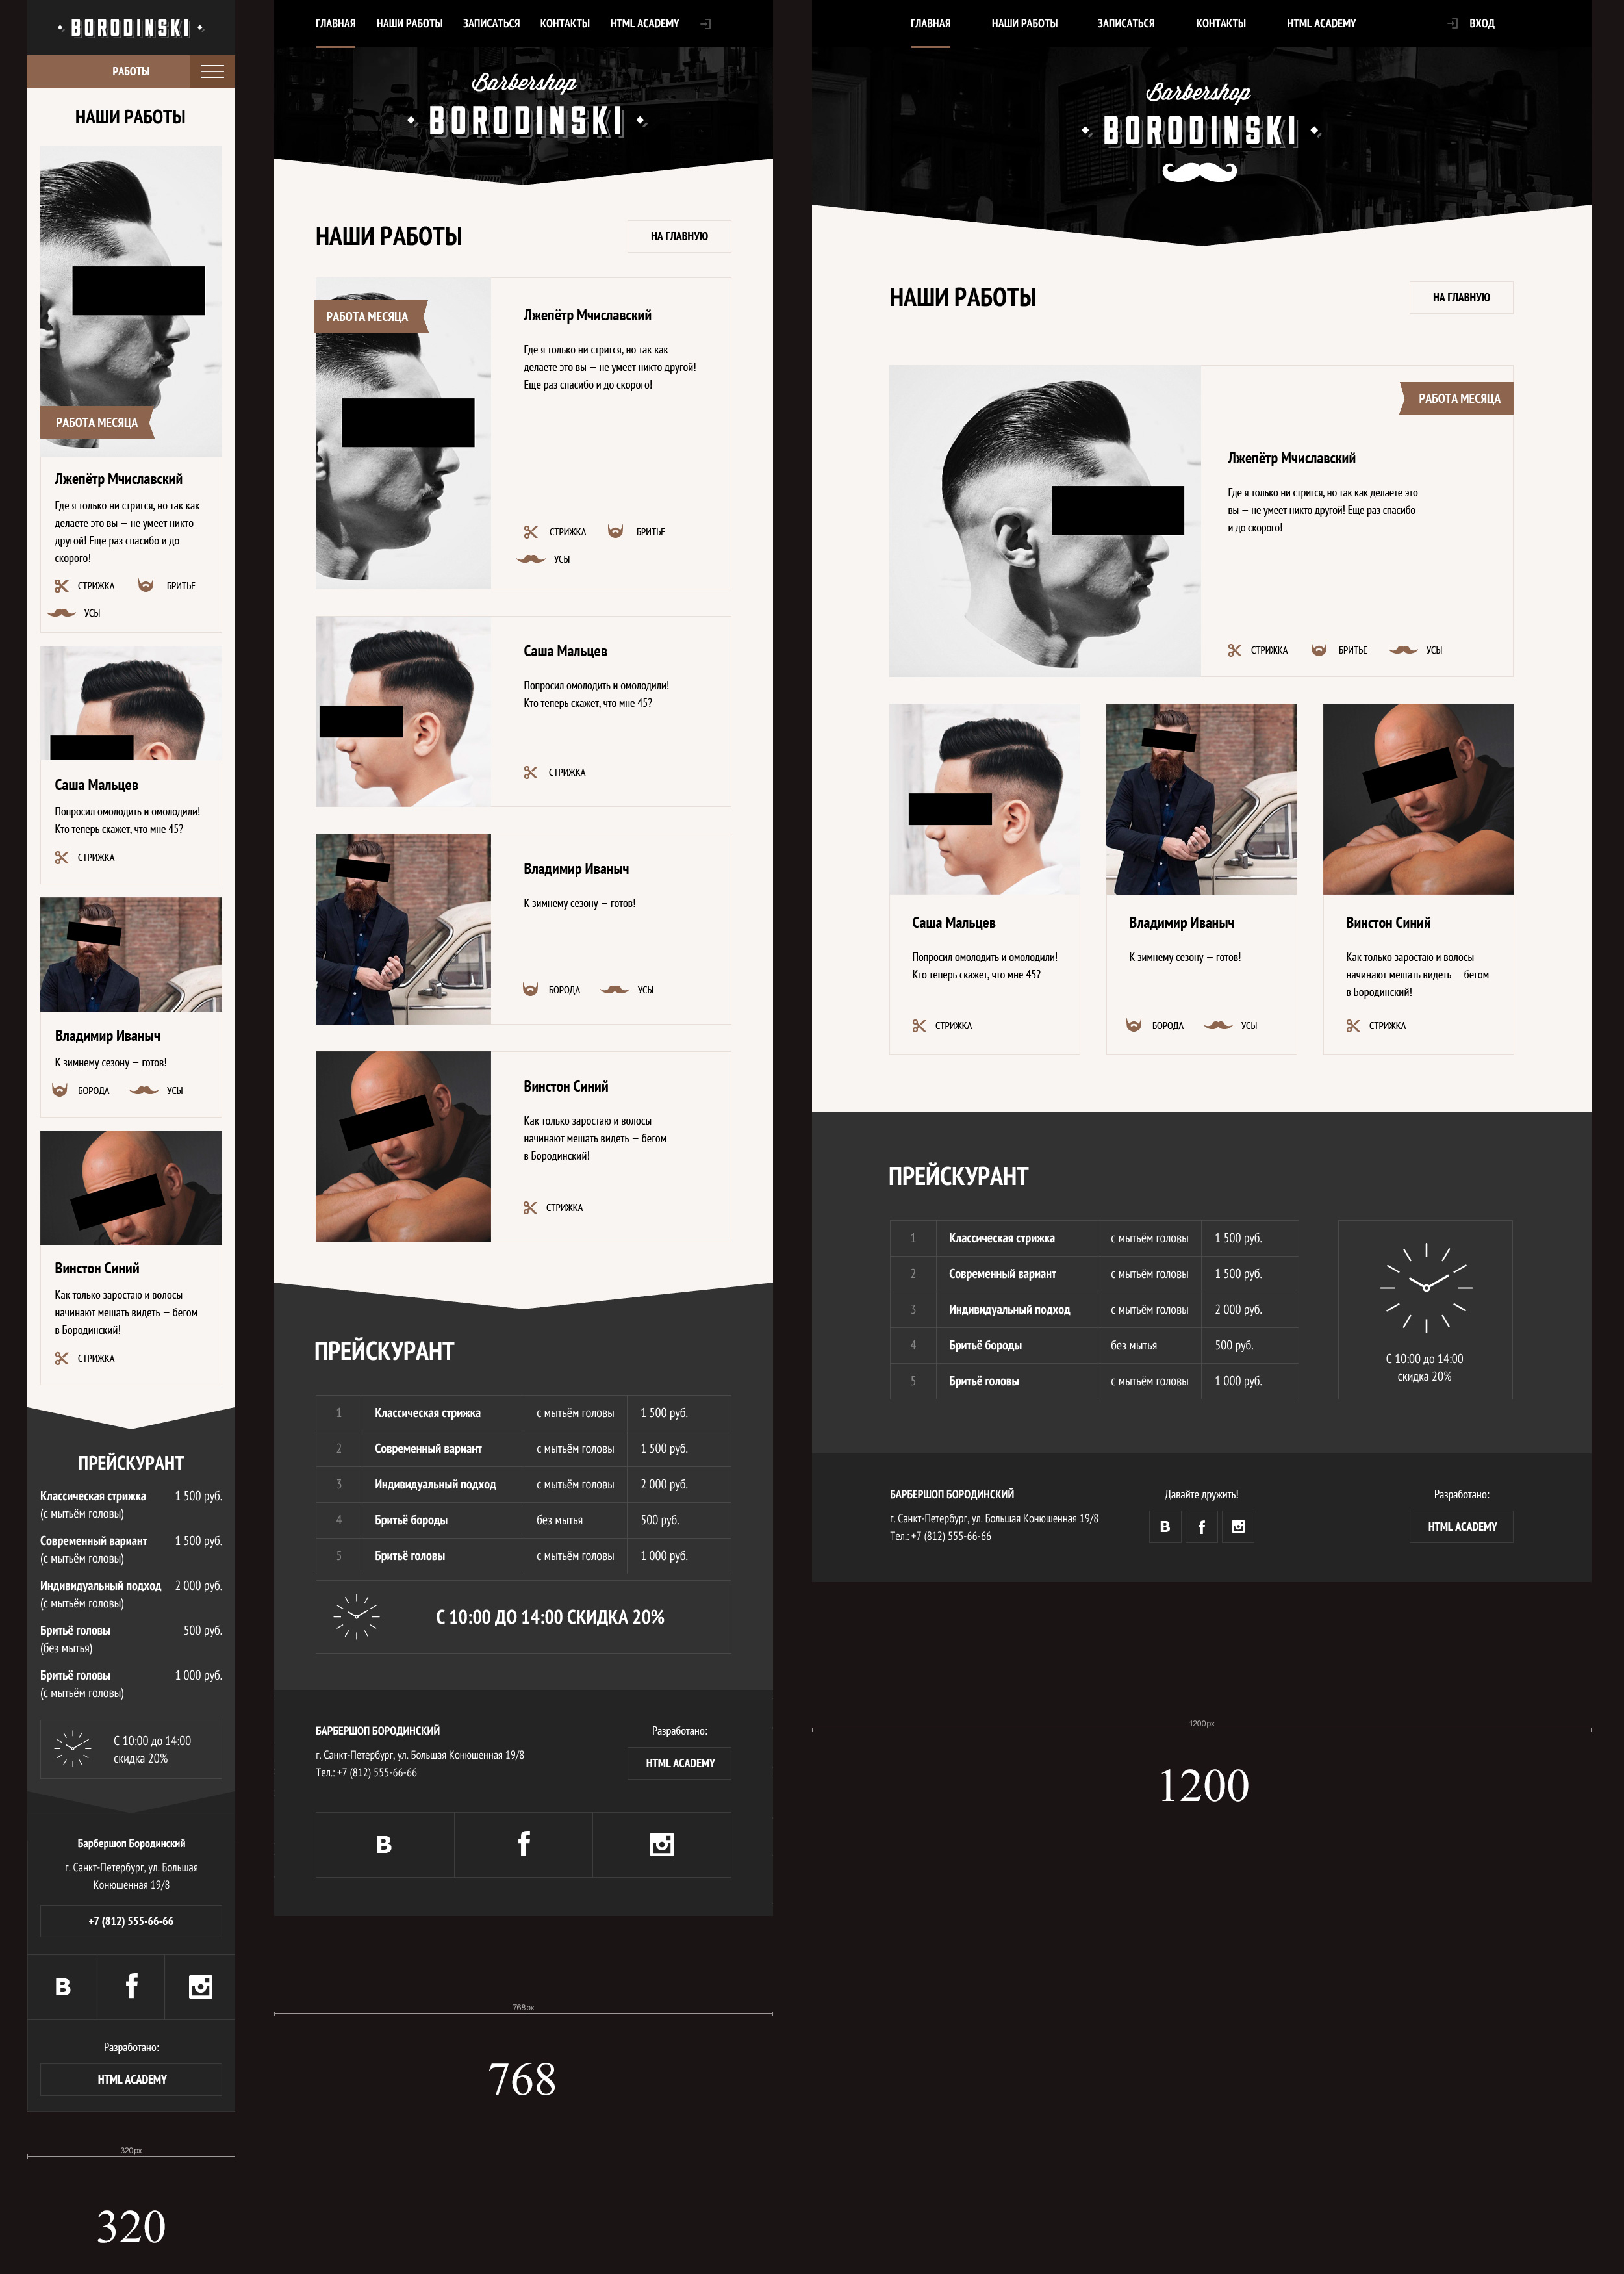 BORODINSKI
РАБОТЫ
НАШИ РАБОТЫ
РАБОТА МЕСЯЦА
Лжепётр Мчиславский
Где я только ни стригся, но так как
делаете это вы – не умеет никто
другой! Еще раз спасибо и до
скорого!
СТРИЖКА БРИТЬЕ
УСЫ
Саша Мальцев
Попросил омолодить и омолодили!
Кто теперь скажет, что мне 45?
СТРИЖКА
Владимир Иваныч
К зимнему сезону – готов!
БОРОДА УСЫ
Винстон Синий
Как только заростаю и волосы
начинают мешать видеть – бегом
в Бородинский!
СТРИЖКА
ПРЕЙСКУРАНТ
Классическая стрижка 1 500 руб.
(с мытьём головы)
Современный вариант 1 500 руб.
(с мытьём головы)
Индивидуальный подход 2 000 руб.
(с мытьём головы)
Бритьё головы 500 руб.
(без мытья)
Бритьё головы 1 000 руб.
(с мытьём головы)
С 10:00 до 14:00
скидка 20%
Барбершоп Бородинский
г. Санкт-Петербург, ул. Большая
Конюшенная 19/8
+7 (812) 555-66-66
B f
Разработано:
HTML ACADEMY
320px
320
ГЛАВНАЯ НАШИ РАБОТЫ ЗАПИСАТЬСЯ КОНТАКТЫ HTML ACADEMY
Barbershop
BORODINSKI
НАШИ РАБОТЫ
НА ГЛАВНУЮ
РАБОТА МЕСЯЦА
Лжепётр Мчиславский
Где я только ни стригся, но так как
делаете это вы – не умеет никто другой!
Еще раз спасибо и до скорого!
СТРИЖКА БРИТЬЕ
УСЫ
Саша Мальцев
Попросил омолодить и омолодили!
Кто теперь скажет, что мне 45?
СТРИЖКА
Владимир Иваныч
К зимнему сезону – готов!
БОРОДА УСЫ
Винстон Синий
Как только заростаю и волосы
начинают мешать видеть – бегом
в Бородинский!
СТРИЖКА
ПРЕЙСКУРАНТ
1 Классическая стрижка с мытьём головы 1 500 руб.
2 Современный вариант с мытьём головы 1 500 руб.
3 Индивидуальный подход с мытьём головы 2 000 руб.
4 Бритьё бороды без мытья 500 руб.
5 Бритьё головы с мытьём головы 1 000 руб.
С 10:00 ДО 14:00 СКИДКА 20%
БАРБЕРШОП БОРОДИНСКИЙ
г. Санкт-Петербург, ул. Большая Конюшенная 19/8
Тел.: +7 (812) 555-66-66
Разработано:
HTML ACADEMY
B f
768px
768
ГЛАВНАЯ НАШИ РАБОТЫ ЗАПИСАТЬСЯ КОНТАКТЫ HTML ACADEMY ВХОД
Barbershop
BORODINSKI
НАШИ РАБОТЫ
НА ГЛАВНУЮ
РАБОТА МЕСЯЦА
Лжепётр Мчиславский
Где я только ни стригся, но так как делаете это
вы – не умеет никто другой! Еще раз спасибо
и до скорого!
СТРИЖКА БРИТЬЕ УСЫ
Саша Мальцев
Попросил омолодить и омолодили!
Кто теперь скажет, что мне 45?
СТРИЖКА
Владимир Иваныч
К зимнему сезону – готов!
БОРОДА УСЫ
Винстон Синий
Как только заростаю и волосы
начинают мешать видеть – бегом
в Бородинский!
СТРИЖКА
ПРЕЙСКУРАНТ
1 Классическая стрижка с мытьём головы 1 500 руб.
2 Современный вариант с мытьём головы 1 500 руб.
3 Индивидуальный подход с мытьём головы 2 000 руб.
4 Бритьё бороды без мытья 500 руб.
5 Бритьё головы с мытьём головы 1 000 руб.
С 10:00 до 14:00
скидка 20%
БАРБЕРШОП БОРОДИНСКИЙ
г. Санкт-Петербург, ул. Большая Конюшенная 19/8
Тел.: +7 (812) 555-66-66
Давайте дружить!
B f
Разработано:
HTML ACADEMY
1200px
1200